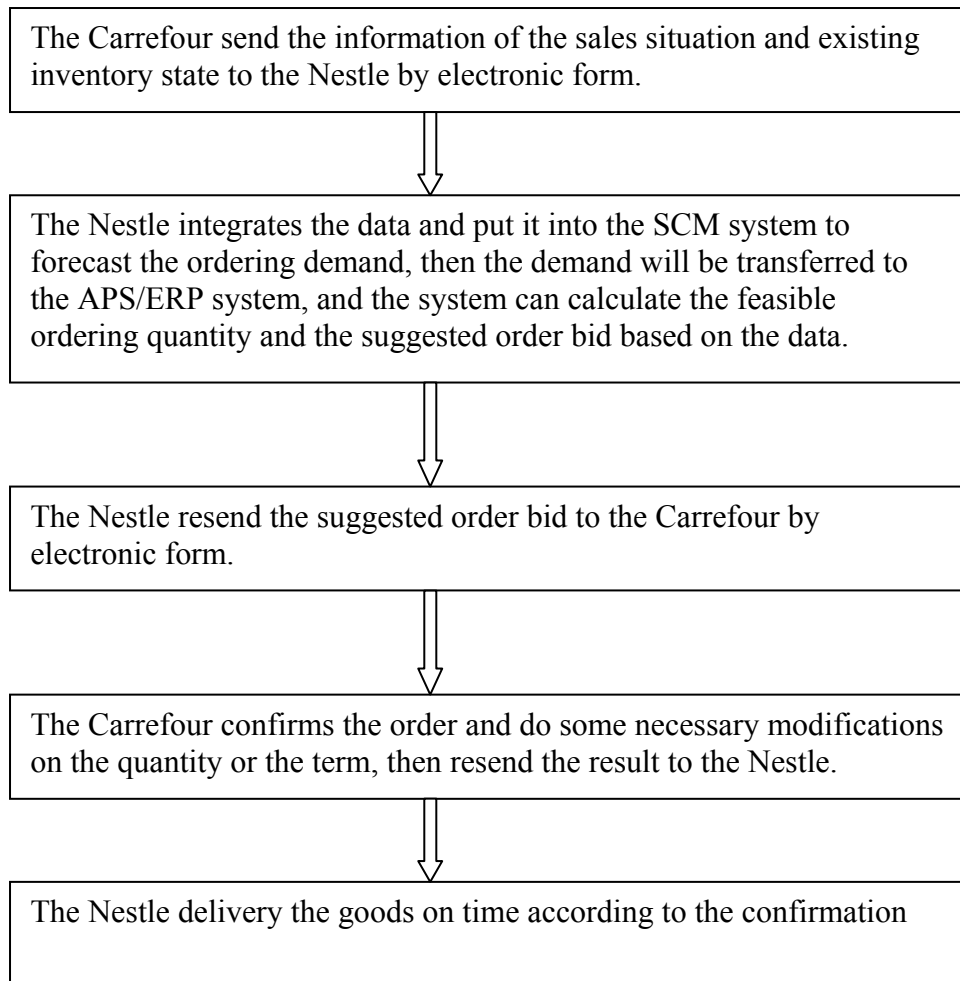 The Carrefour send the information of the sales situation and existing
inventory state to the Nestle by electronic form.
The Nestle integrates the data and put it into the SCM system to
forecast the ordering demand, then the demand will be transferred to
the APS/ERP system, and the system can calculate the feasible
ordering quantity and the suggested order bid based on the data.
The Nestle resend the suggested order bid to the Carrefour by
electronic form.
The Carrefour confirms the order and do some necessary modifications
on the quantity or the term, then resend the result to the Nestle.
The Nestle delivery the goods on time according to the confirmation